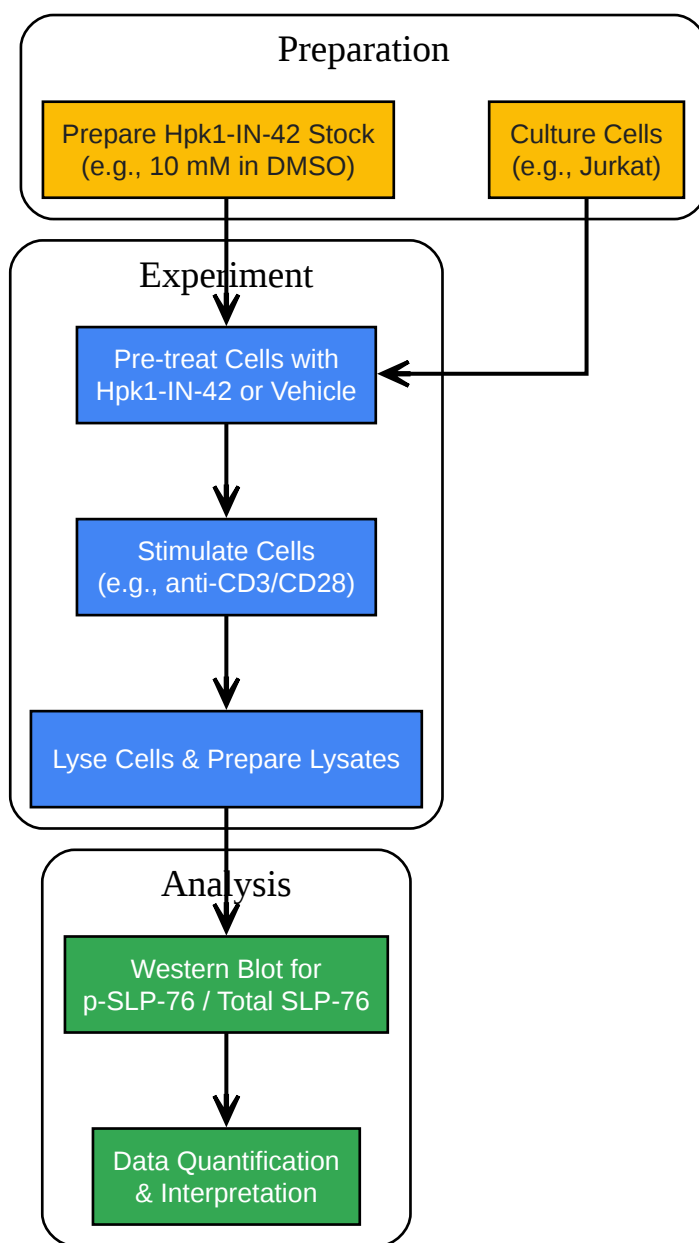 Preparation
Prepare Hpk1-IN-42 Stock
(e.g., 10 mM in DMSO)
Culture Cells
(e.g., Jurkat)
Experiment
Pre-treat Cells with
Hpk1-IN-42 or Vehicle
Stimulate Cells
(e.g., anti-CD3/CD28)
Lyse Cells & Prepare Lysates
Analysis
Western Blot for
p-SLP-76 / Total SLP-76
Data Quantification
& Interpretation